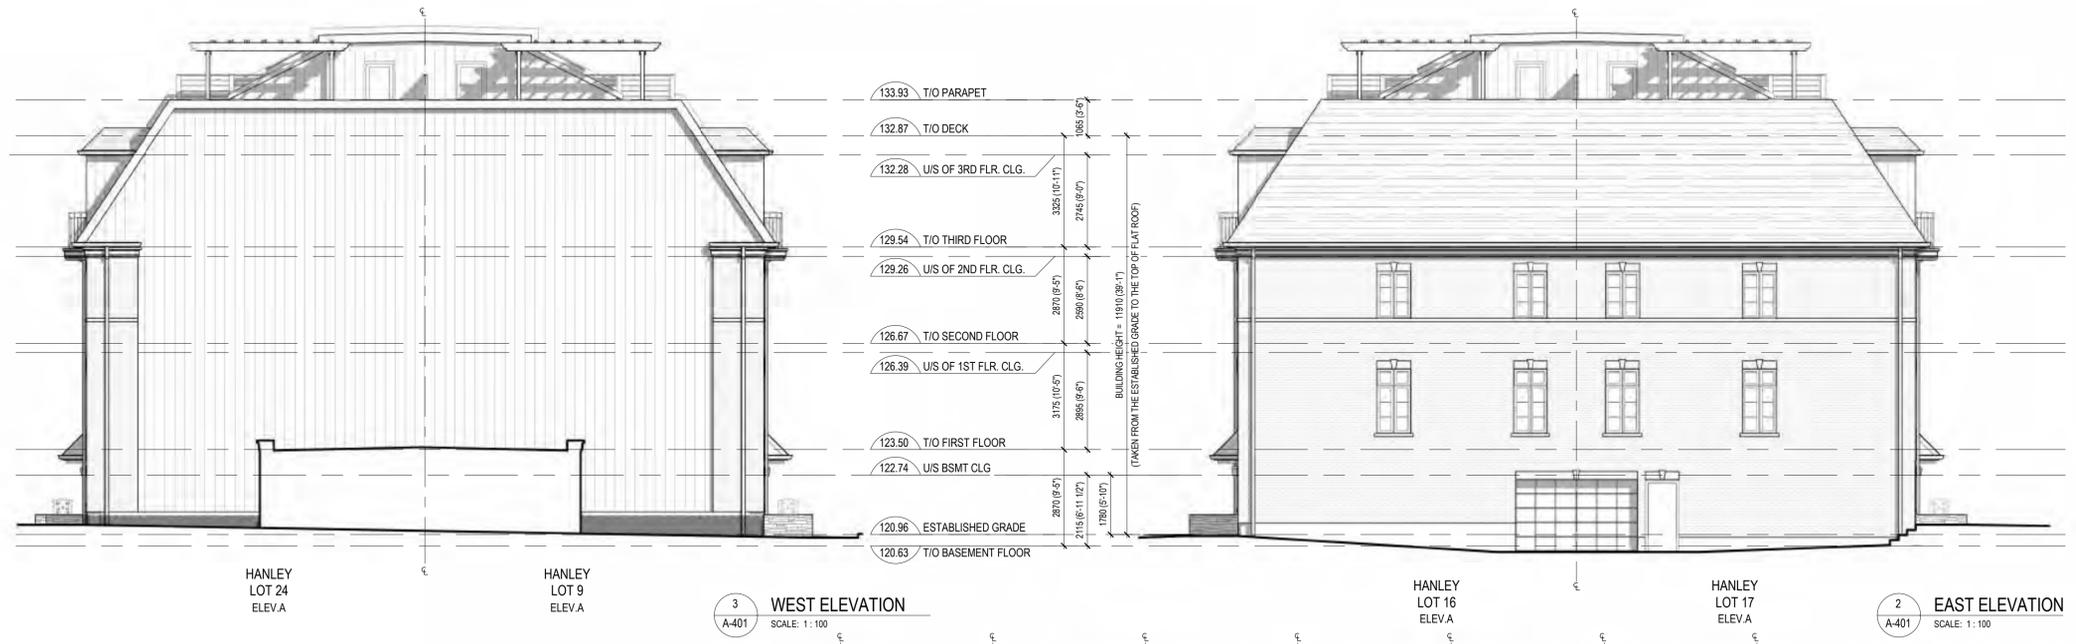 ℄
℄
133.93 T/O PARAPET
132.87 T/O DECK
132.28 U/S OF 3RD FLR. CLG.
129.54 T/O THIRD FLOOR
129.26 U/S OF 2ND FLR. CLG.
126.67 T/O SECOND FLOOR
126.39 U/S OF 1ST FLR. CLG.
123.50 T/O FIRST FLOOR
122.74 U/S BSMT CLG
120.96 ESTABLISHED GRADE
120.63 T/O BASEMENT FLOOR
1065 (3'-6")
3325 (10'-11")
2745 (9'-0")
2870 (9'-5")
2590 (8'-6")
3175 (10'-5")
2895 (9'-6")
2870 (9'-5")
2115 (6'-11 1/2")
1780 (5'-10")
BUILDING HEIGHT = 11910 (39'-1")
(TAKEN FROM THE ESTABLISHED GRADE TO THE TOP OF FLAT ROOF)
℄
℄
HANLEY
LOT 24
ELEV.A
HANLEY
LOT 9
ELEV.A
3
A-401
WEST ELEVATION
SCALE: 1 : 100
HANLEY
LOT 16
ELEV.A
HANLEY
LOT 17
ELEV.A
2
A-401
EAST ELEVATION
SCALE: 1 : 100
℄ ℄ ℄ ℄ ℄ ℄ ℄